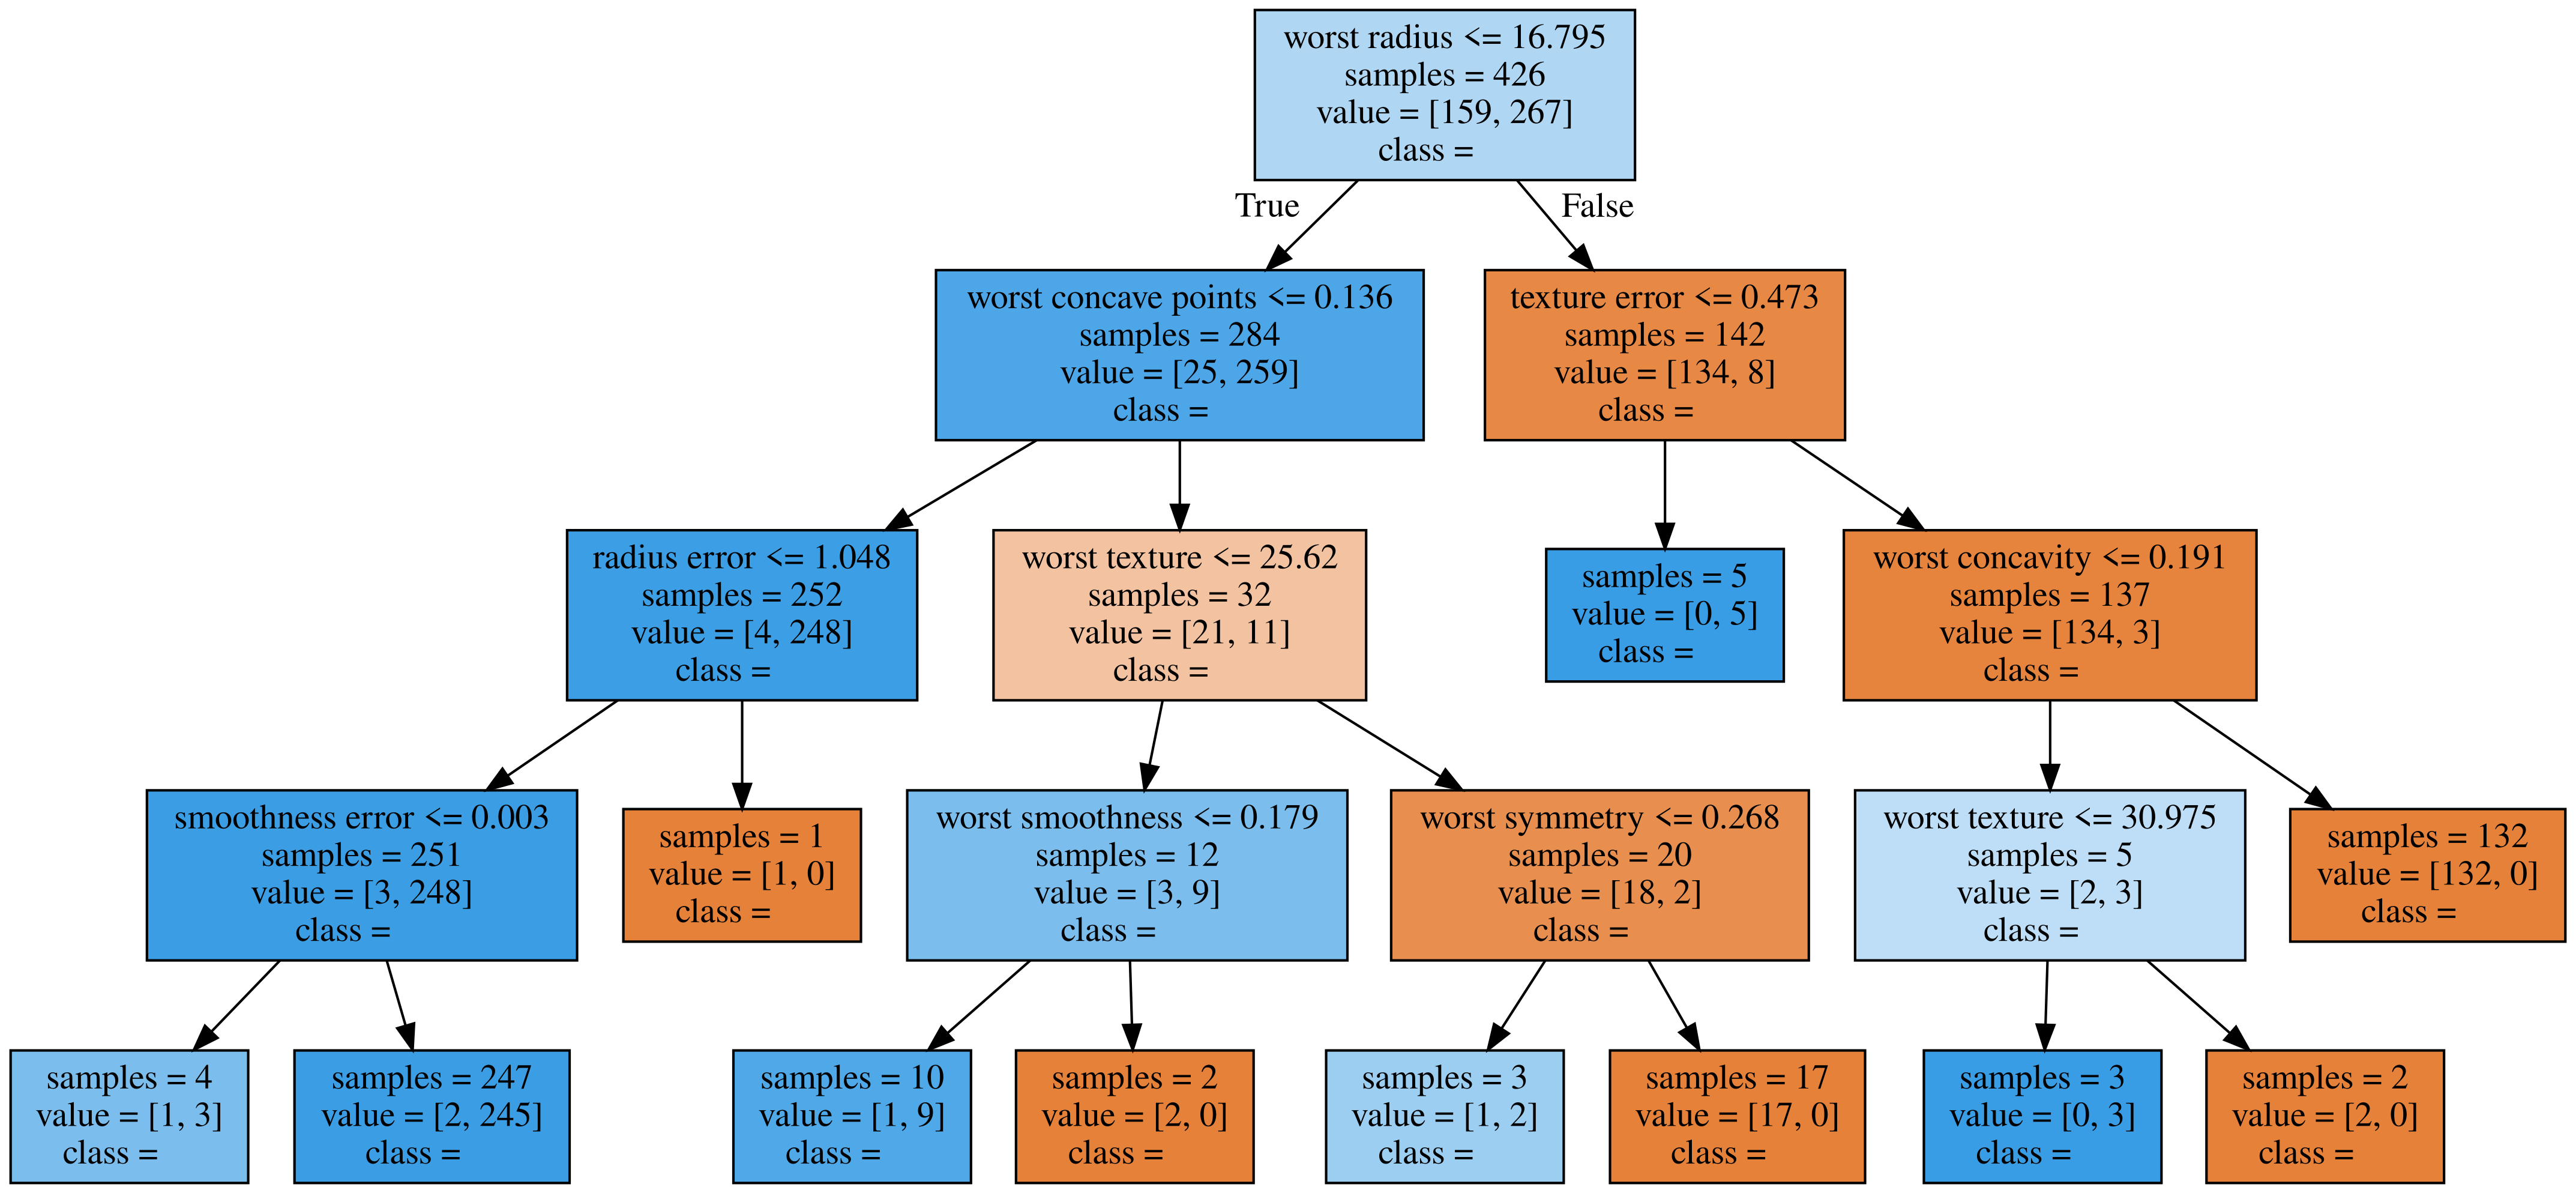 worst radius <= 16.795
samples = 426
value = [159, 267]
class =
True
False
worst concave points <= 0.136
samples = 284
value = [25, 259]
class =
texture error <= 0.473
samples = 142
value = [134, 8]
class =
radius error <= 1.048
samples = 252
value = [4, 248]
class =
worst texture <= 25.62
samples = 32
value = [21, 11]
class =
samples = 5
value = [0, 5]
class =
worst concavity <= 0.191
samples = 137
value = [134, 3]
class =
smoothness error <= 0.003
samples = 251
value = [3, 248]
class =
samples = 1
value = [1, 0]
class =
worst smoothness <= 0.179
samples = 12
value = [3, 9]
class =
worst symmetry <= 0.268
samples = 20
value = [18, 2]
class =
worst texture <= 30.975
samples = 5
value = [2, 3]
class =
samples = 132
value = [132, 0]
class =
samples = 4
value = [1, 3]
class =
samples = 247
value = [2, 245]
class =
samples = 10
value = [1, 9]
class =
samples = 2
value = [2, 0]
class =
samples = 3
value = [1, 2]
class =
samples = 17
value = [17, 0]
class =
samples = 3
value = [0, 3]
class =
samples = 2
value = [2, 0]
class =